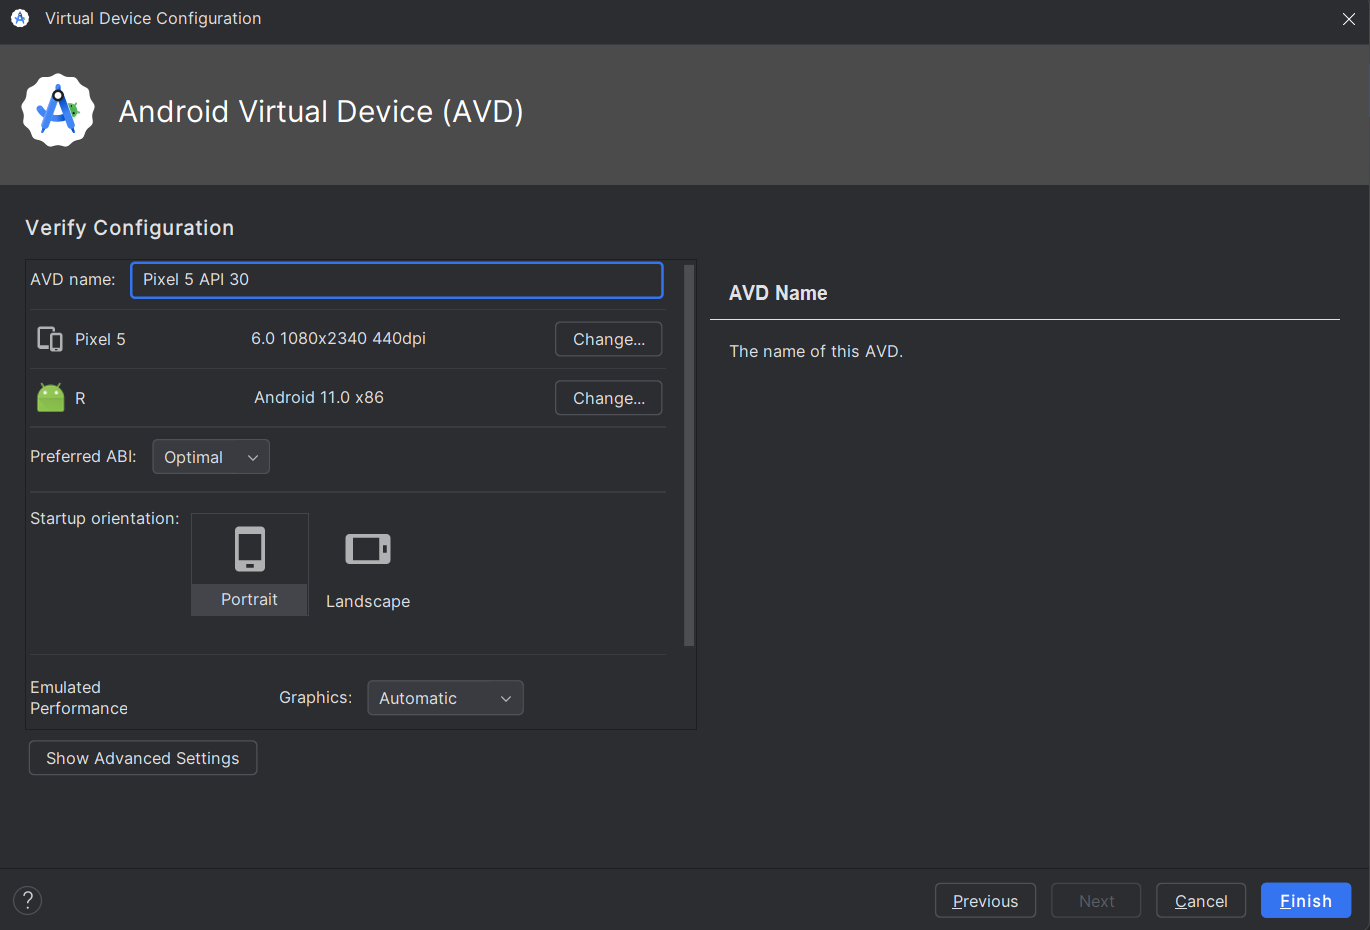 Virtual Device Configuration
Android Virtual Device (AVD)
Verify Configuration
AVD name: Pixel 5 API 30
Pixel 5 6.0 1080x2340 440dpi Change...
R Android 11.0 x86 Change...
Preferred ABI: Optimal
Startup orientation:
Portrait
Landscape
Emulated
Performance
Graphics: Automatic
Show Advanced Settings
AVD Name
The name of this AVD.
?
Previous Next Cancel Finish